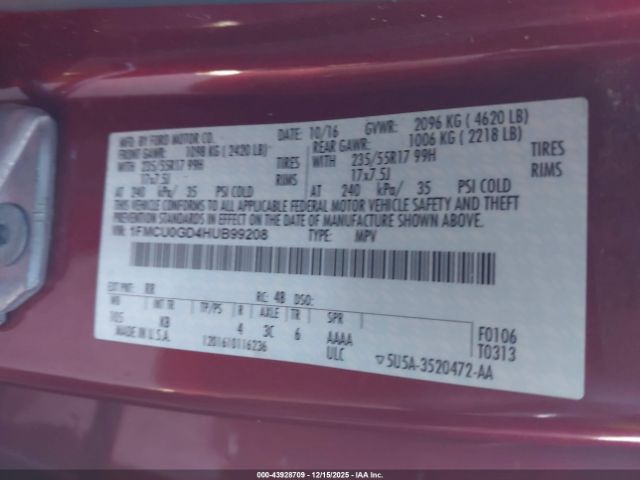 MFD. BY FORD MOTOR CO. DATE: 10/16 GVWR: 2096 KG ( 4620 LB)
FRONT GAWR: 1098 KG ( 2420 LB) REAR GAWR: 1006 KG ( 2218 LB)
WITH 235/55R17 99H TIRES WITH 235/55R17 99H TIRES
17x7.5J RIMS 17x7.5J RIMS
AT 240 kPa/ 35 PSI COLD AT 240 kPa/ 35 PSI COLD
THIS VEHICLE CONFORMS TO ALL APPLICABLE FEDERAL MOTOR VEHICLE SAFETY AND THEFT
PREVENTION STANDARDS IN EFFECT ON THE DATE OF MANUFACTURE SHOWN ABOVE.
VIN: 1FMCU0GD4HUB99208 TYPE: MPV
EXT PNT: RR RC: 48 DSO:
WB INT TR TP/PS R AXLE TR SPR
105 KB 4 3C 6 AAAA F0106
MADE IN U.S.A. ULC T0313
1201610116236 ▽5U5A-3520472-AA
000-43928709 - 12/15/2025 - IAA Inc.